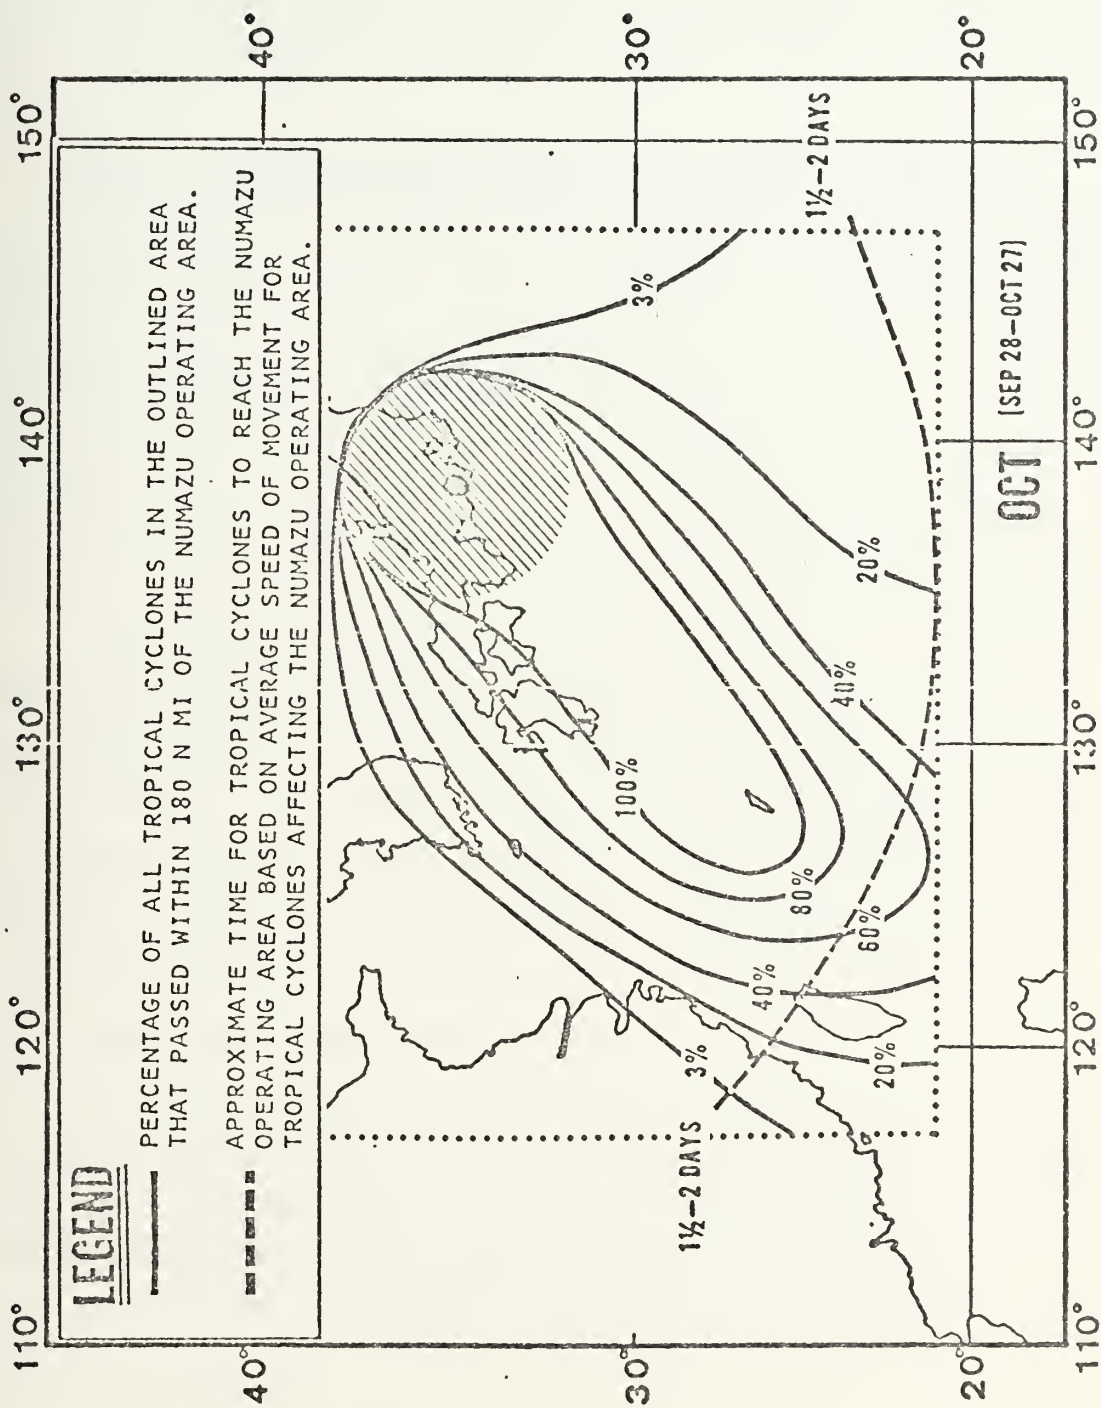 LEGEND
PERCENTAGE OF ALL TROPICAL CYCLONES IN THE OUTLINED AREA
THAT PASSED WITHIN 180 N MI OF THE NUMAZU OPERATING AREA.
APPROXIMATE TIME FOR TROPICAL CYCLONES TO REACH THE NUMAZU
OPERATING AREA BASED ON AVERAGE SPEED OF MOVEMENT FOR
TROPICAL CYCLONES AFFECTING THE NUMAZU OPERATING AREA.
110° 120° 130° 140° 150°
40° 40°
30° 30°
20° 20°
3%
100%
3%
80%
40%
60%
20%
40%
20%
1½-2 DAYS
1½-2 DAYS
OCT [SEP 28-OCT 27]
110° 120° 130° 140° 150°